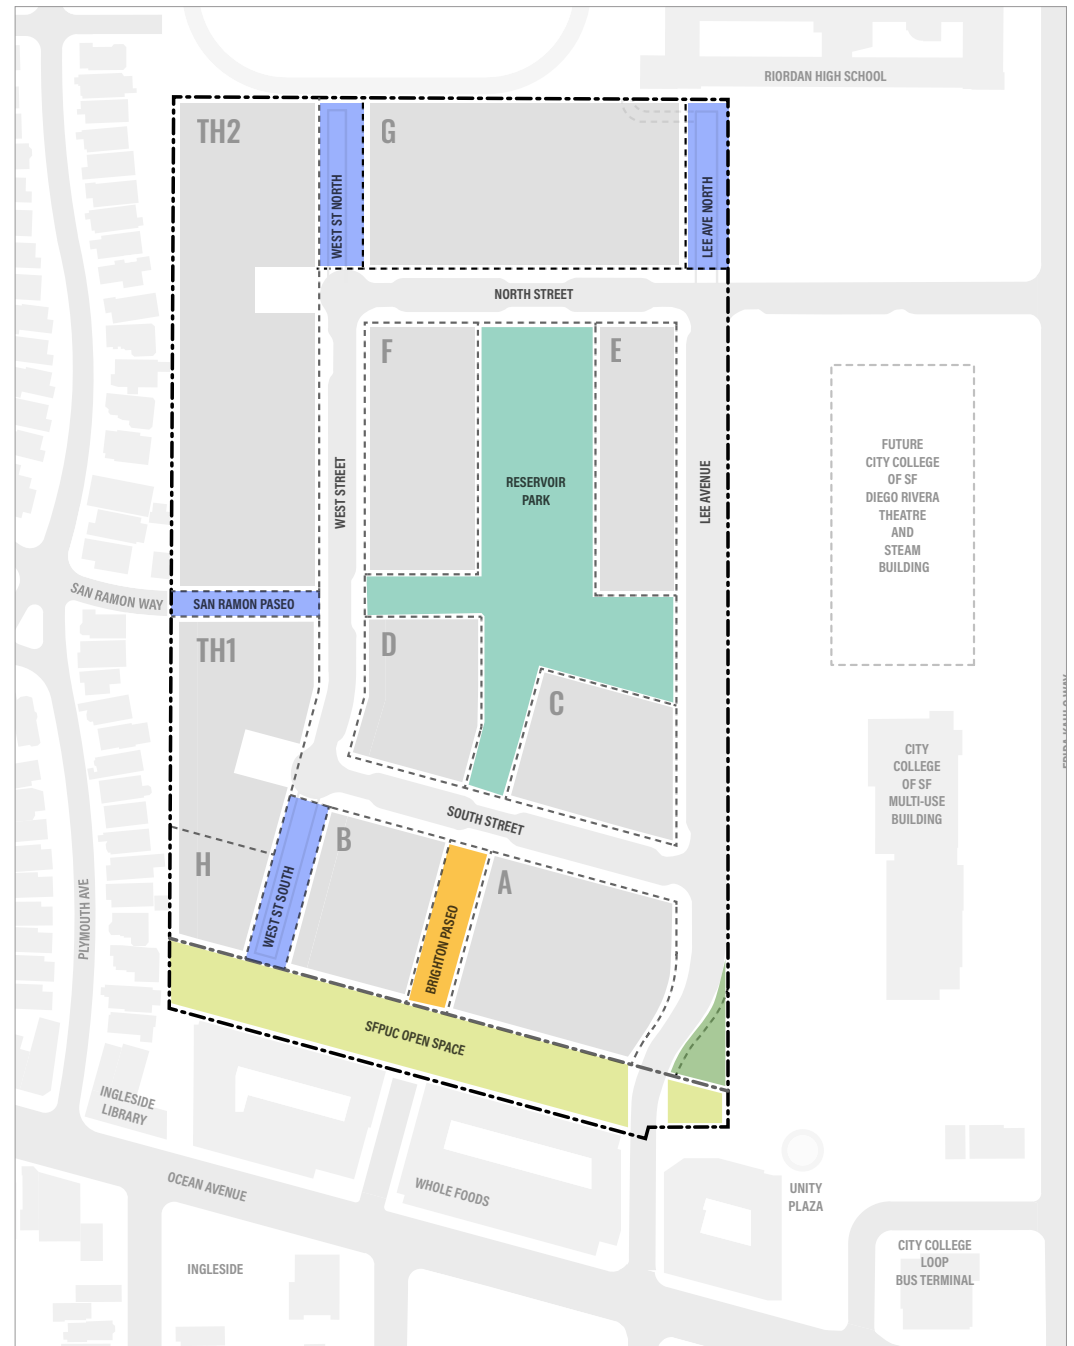 RIORDAN HIGH SCHOOL
TH2
G
WEST ST NORTH
LEE AVE NORTH
NORTH STREET
F
E
RESERVOIR
PARK
WEST STREET
LEE AVENUE
FUTURE
CITY COLLEGE
OF SF
DIEGO RIVERA
THEATRE
AND
STEAM
BUILDING
SAN RAMON WAY
SAN RAMON PASEO
TH1
D
C
CITY
COLLEGE
OF SF
MULTI-USE
BUILDING
SOUTH STREET
B
A
H
WEST ST SOUTH
BRIGHTON PASEO
PLYMOUTH AVE
SFPUC OPEN SPACE
INGLESIDE
LIBRARY
OCEAN AVENUE
WHOLE FOODS
UNITY
PLAZA
INGLESIDE
CITY COLLEGE
LOOP
BUS TERMINAL